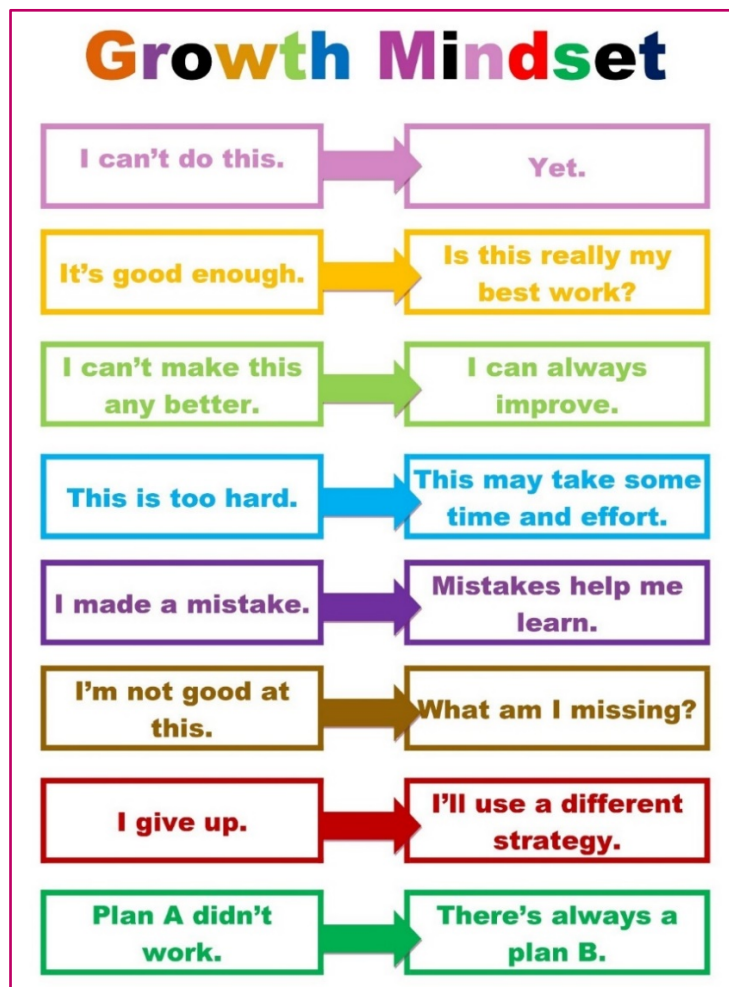 Growth Mindset
I can’t do this.
Yet.
It’s good enough.
Is this really my
best work?
I can’t make this
any better.
I can always
improve.
This is too hard.
This may take some
time and effort.
I made a mistake.
Mistakes help me
learn.
I’m not good at
this.
What am I missing?
I give up.
I’ll use a different
strategy.
Plan A didn’t
work.
There’s always a
plan B.